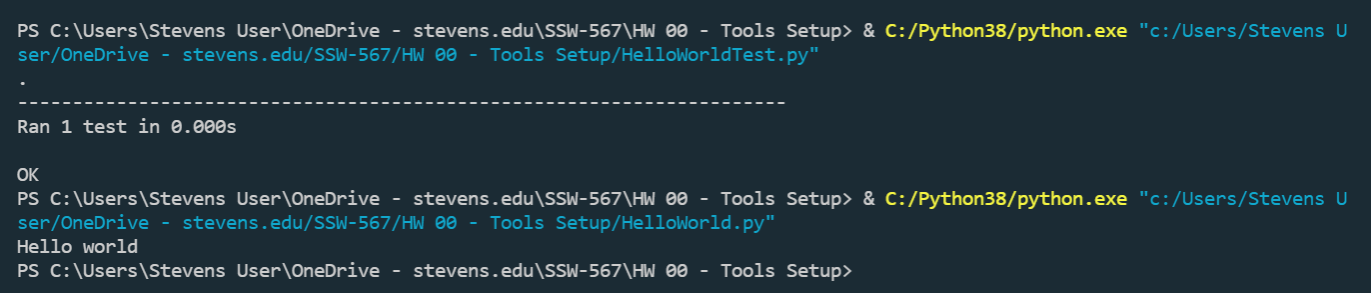 PS C:\Users\Stevens User\OneDrive - stevens.edu\SSW-567\HW 00 - Tools Setup> & C:/Python38/python.exe "c:/Users/Stevens U
ser/OneDrive - stevens.edu/SSW-567/HW 00 - Tools Setup/HelloWorldTest.py"
.
----------------------------------------------------------------------
Ran 1 test in 0.000s

OK
PS C:\Users\Stevens User\OneDrive - stevens.edu\SSW-567\HW 00 - Tools Setup> & C:/Python38/python.exe "c:/Users/Stevens U
ser/OneDrive - stevens.edu/SSW-567/HW 00 - Tools Setup/HelloWorld.py"
Hello world
PS C:\Users\Stevens User\OneDrive - stevens.edu\SSW-567\HW 00 - Tools Setup>